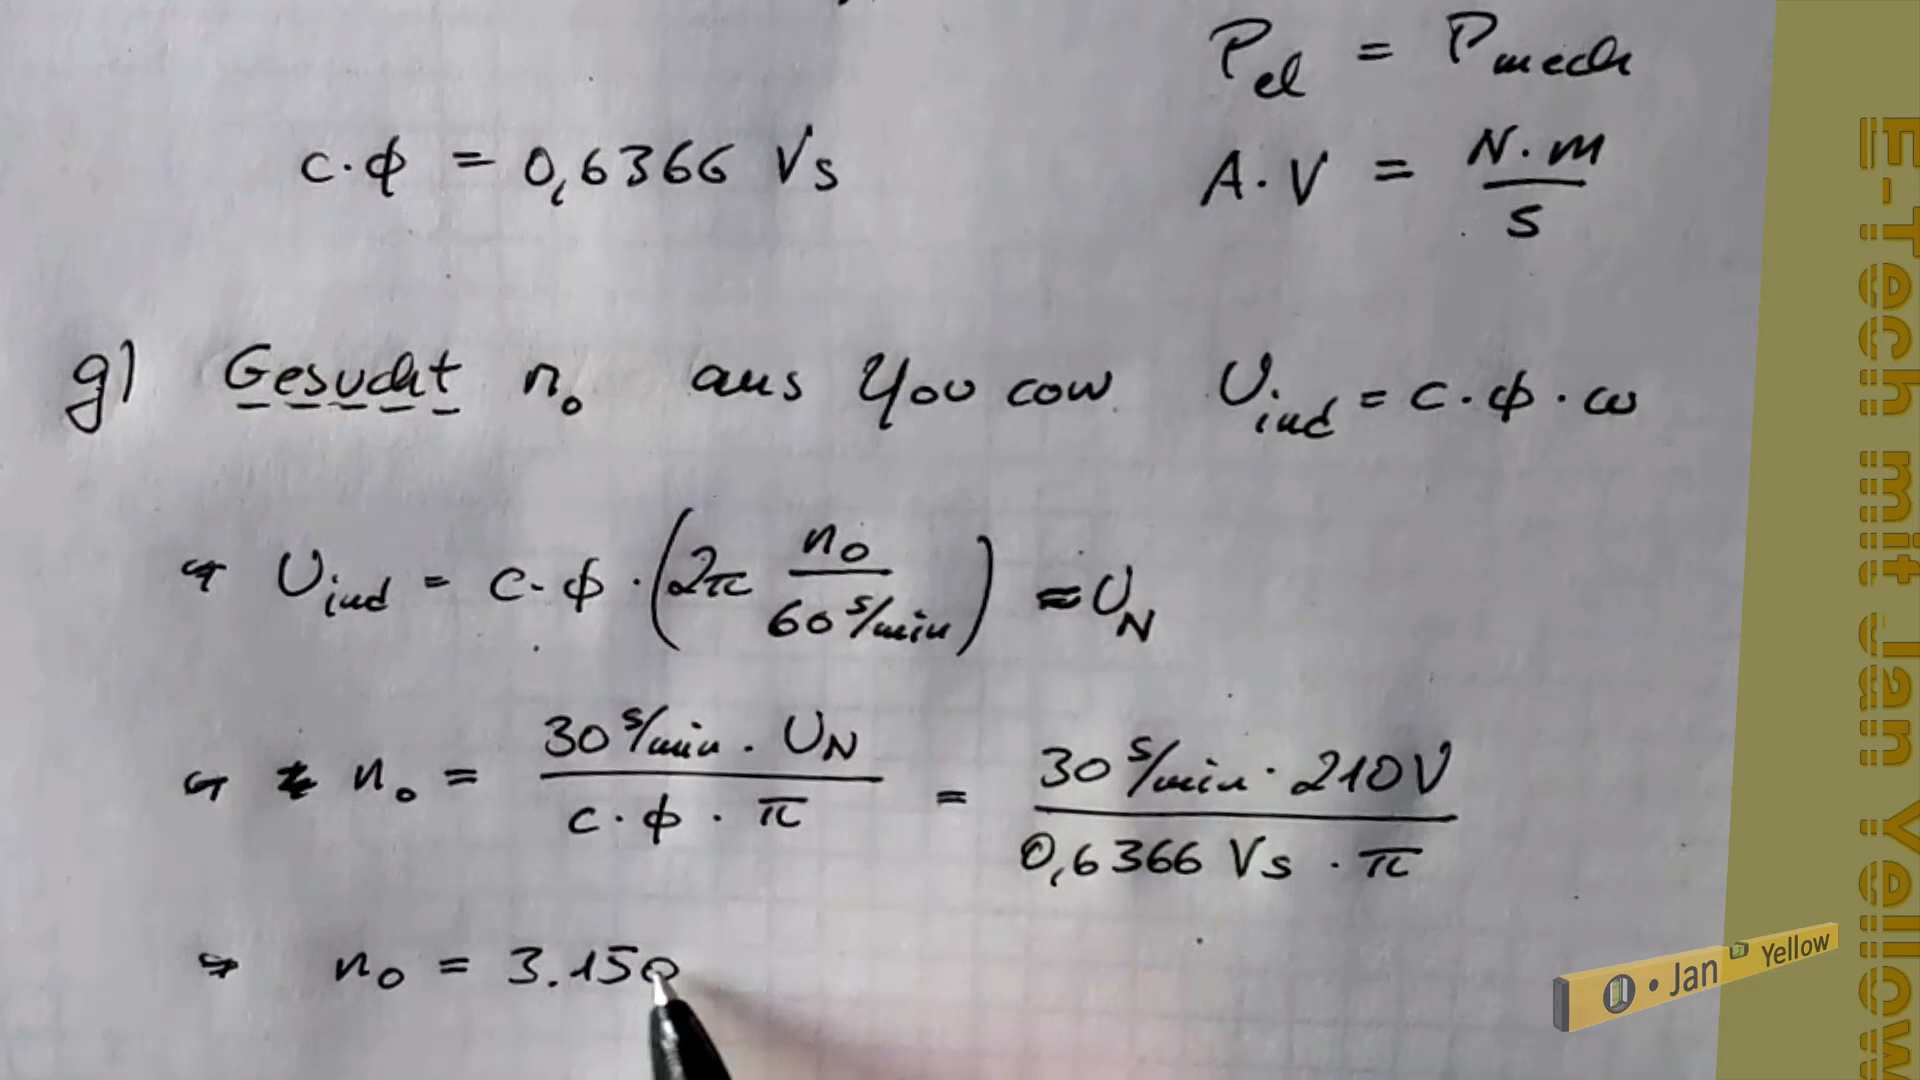 P_el = P_mech
c·ϕ = 0,6366 Vs
A·V = N·m / s
g) Gesucht n₀ aus You cow U_ind = c·ϕ·ω
↪ U_ind = c·ϕ·(2π n₀ / 60 s/min) = U_N
↪ n₀ = 30 s/min · U_N / c·ϕ·π = 30 s/min · 210V / 0,6366 Vs · π
⇒ n₀ = 3.150
Jan Yellow
E-Tech mit Jan Yellow